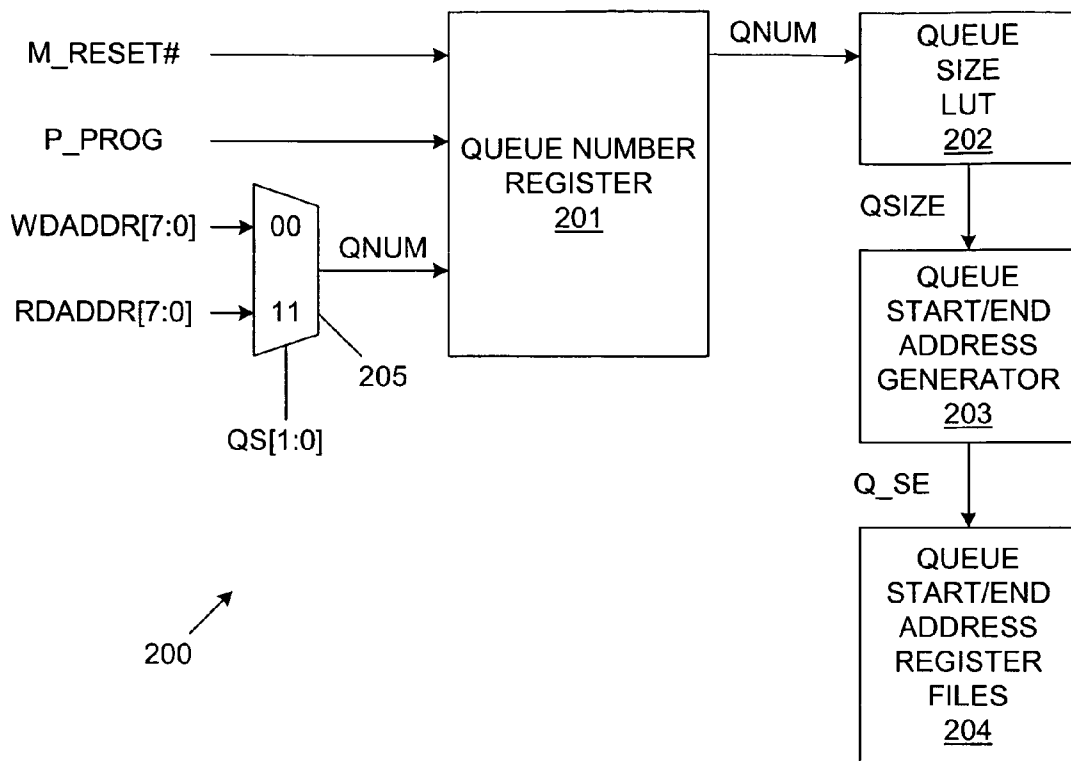 M_RESET#
P_PROG
WDADDR[7:0]
RDADDR[7:0]
00
11
QNUM
205
QS[1:0]
QUEUE NUMBER
REGISTER
201
QNUM
QUEUE
SIZE
LUT
202
QSIZE
QUEUE
START/END
ADDRESS
GENERATOR
203
Q_SE
QUEUE
START/END
ADDRESS
REGISTER
FILES
204
200